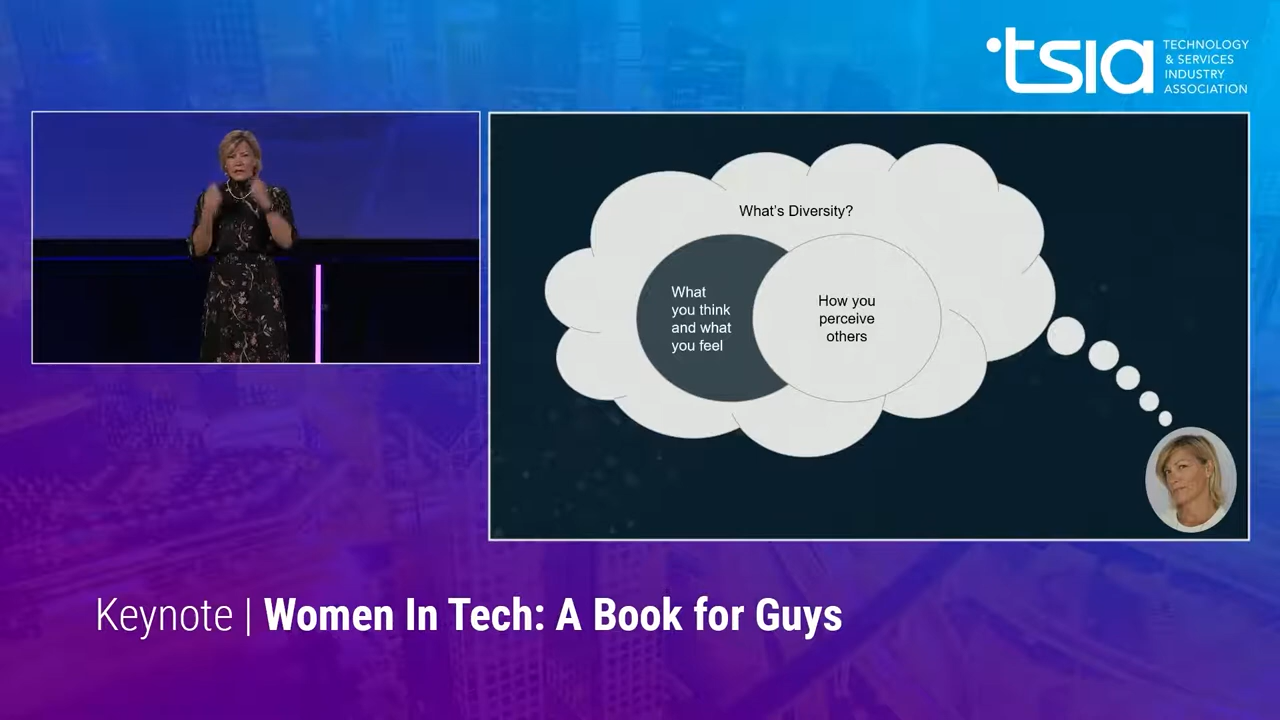 tsia
TECHNOLOGY
& SERVICES
INDUSTRY
ASSOCIATION
What's Diversity?
What
you think
and what
you feel
How you
perceive
others
Keynote | Women In Tech: A Book for Guys